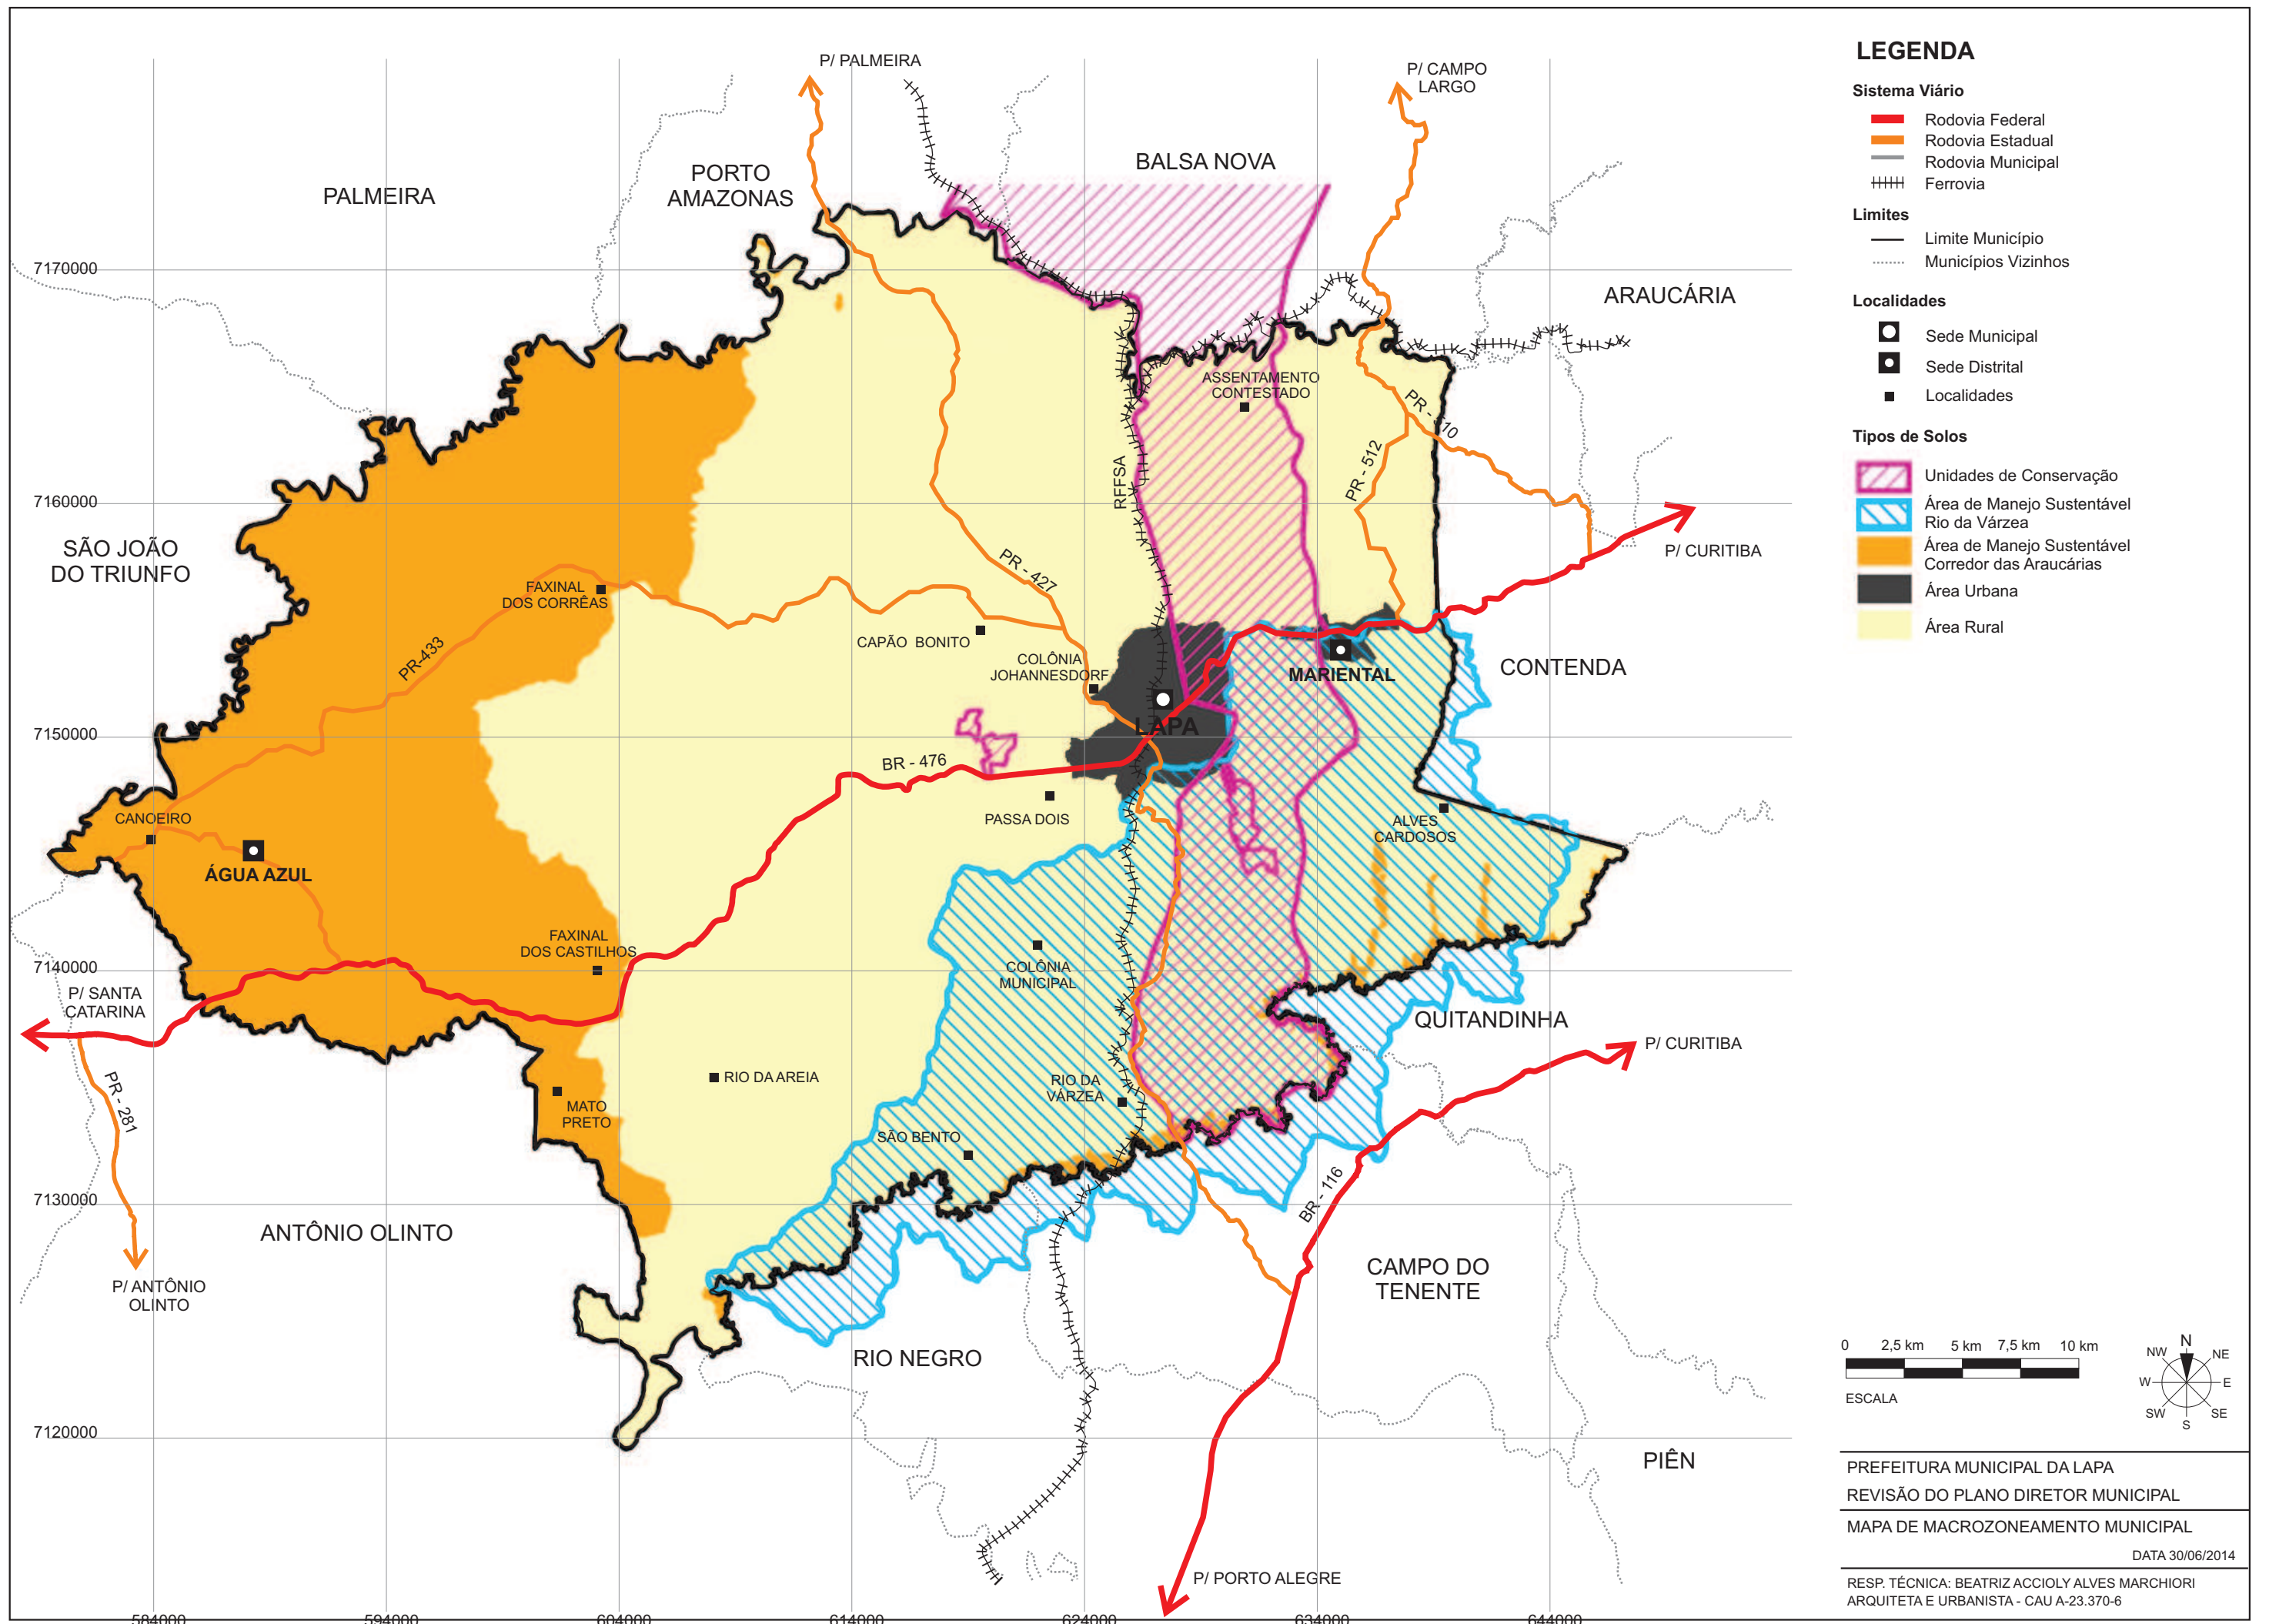 P/ PALMEIRA
P/ CAMPO
LARGO
BALSA NOVA
PORTO
AMAZONAS
PALMEIRA
ARAUCÁRIA
7170000
ASSENTAMENTO
CONTESTADO
PR - 510
PR - 512
RFFSA
7160000
SÃO JOÃO
DO TRIUNFO
P/ CURITIBA
PR - 427
FAXINAL
DOS CORRÊAS
CAPÃO BONITO
COLÔNIA
JOHANNESDORF
PR-433
MARIENTAL
CONTENDA
LAPA
7150000
BR - 476
PASSA DOIS
CANOEIRO
ALVES
CARDOSOS
ÁGUA AZUL
FAXINAL
DOS CASTILHOS
COLÔNIA
MUNICIPAL
7140000
P/ SANTA
CATARINA
QUITANDINHA
P/ CURITIBA
RIO DA AREIA
RIO DA
VÁRZEA
PR - 281
MATO
PRETO
SÃO BENTO
BR - 116
7130000
ANTÔNIO OLINTO
P/ ANTÔNIO
OLINTO
CAMPO DO
TENENTE
RIO NEGRO
7120000
PIÊN
P/ PORTO ALEGRE
584000
594000
604000
614000
624000
634000
644000
LEGENDA
Sistema Viário
Rodovia Federal
Rodovia Estadual
Rodovia Municipal
Ferrovia
Limites
Limite Município
Municípios Vizinhos
Localidades
Sede Municipal
Sede Distrital
Localidades
Tipos de Solos
Unidades de Conservação
Área de Manejo Sustentável
Rio da Várzea
Área de Manejo Sustentável
Corredor das Araucárias
Área Urbana
Área Rural
0 2,5 km 5 km 7,5 km 10 km
ESCALA
N
NW NE
W E
SW SE
S
PREFEITURA MUNICIPAL DA LAPA
REVISÃO DO PLANO DIRETOR MUNICIPAL
MAPA DE MACROZONEAMENTO MUNICIPAL
DATA 30/06/2014
RESP. TÉCNICA: BEATRIZ ACCIOLY ALVES MARCHIORI
ARQUITETA E URBANISTA - CAU A-23.370-6